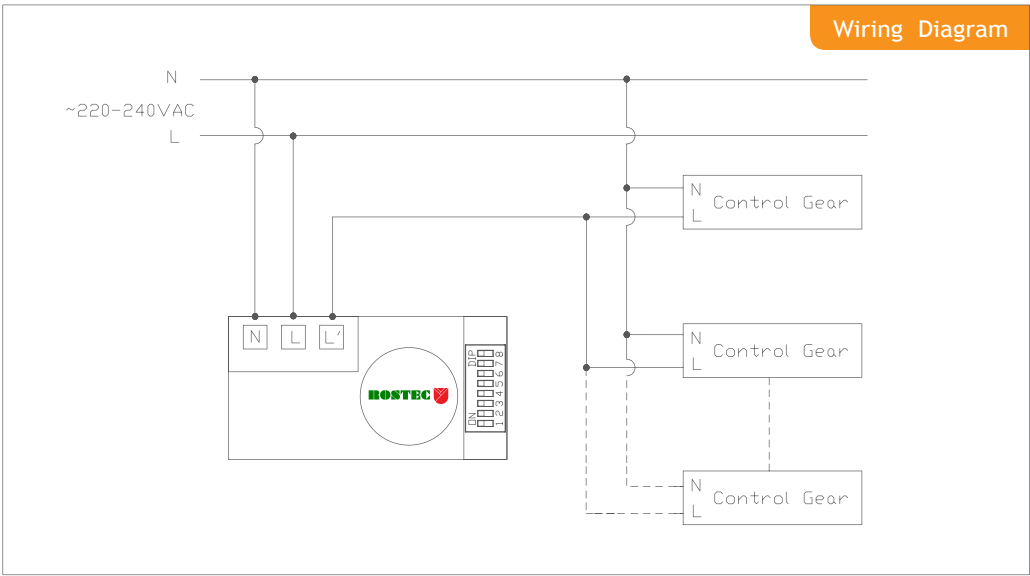 Wiring Diagram
N
~220-240VAC
L
N
L
Control Gear
N L L'
ROSTEC
ON DIP
1 2 3 4 5 6 7 8
N
L
Control Gear
N
L
Control Gear